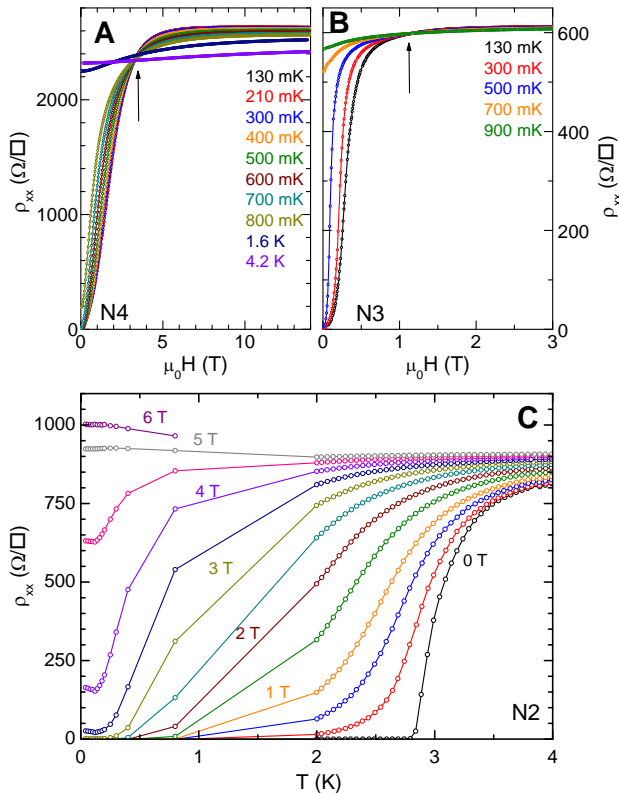 A
B
130 mK
210 mK
300 mK
400 mK
500 mK
600 mK
700 mK
800 mK
1.6 K
4.2 K
N4
2000
1000
0
ρxx (Ω/□)
0
5
10
μ0H (T)
130 mK
300 mK
500 mK
700 mK
900 mK
N3
600
400
200
0
ρxx (Ω/□)
0
1
2
3
μ0H (T)
C
6 T
5 T
4 T
3 T
2 T
1 T
0 T
N2
1000
750
500
250
0
ρxx (Ω/□)
0
1
2
3
4
T (K)